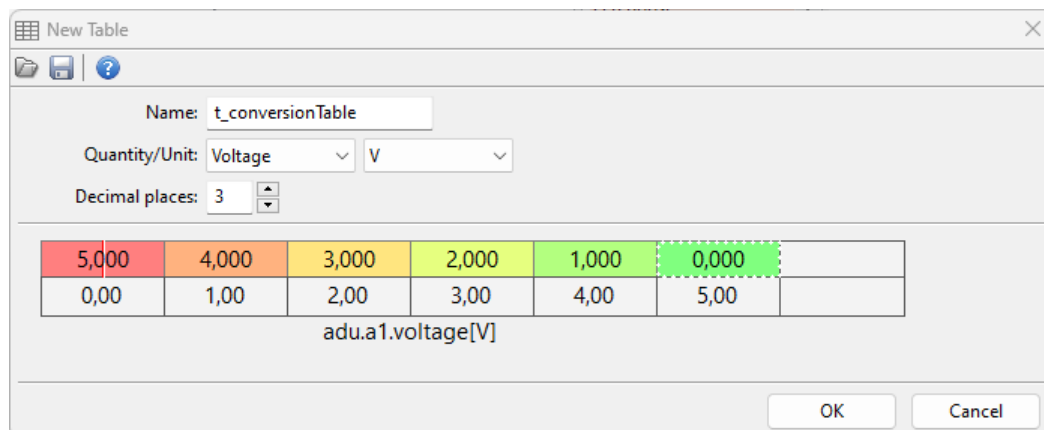 New Table
Name: t_conversionTable
Quantity/Unit: Voltage V
Decimal places: 3
5,000 4,000 3,000 2,000 1,000 0,000
0,00 1,00 2,00 3,00 4,00 5,00
adu.a1.voltage[V]
OK Cancel